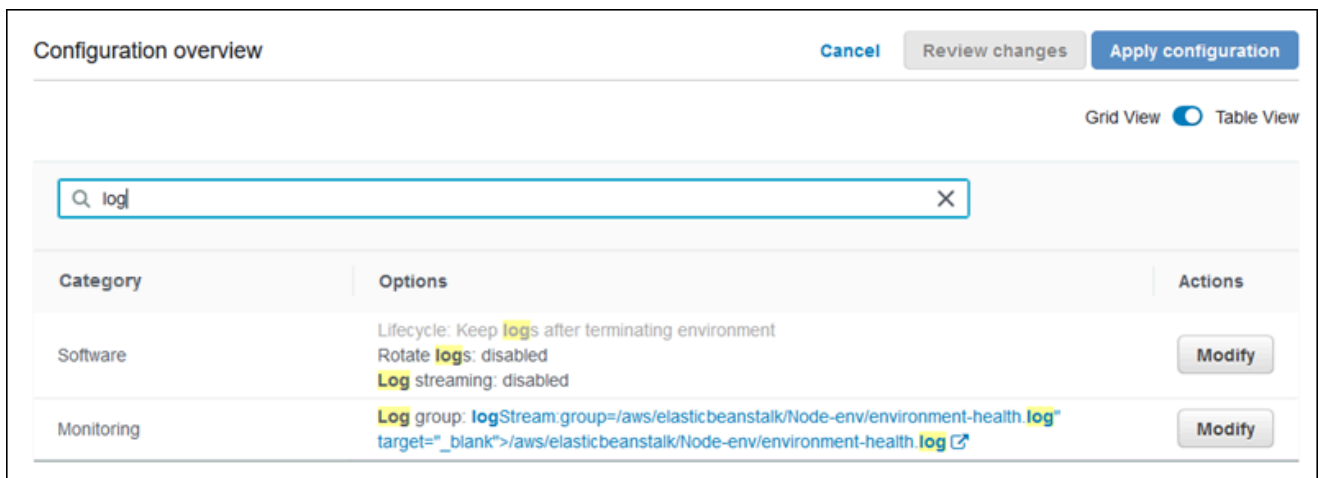 Configuration overview
Cancel
Review changes
Apply configuration
Grid View
Table View
log
Category
Options
Actions
Software
Lifecycle: Keep logs after terminating environment
Rotate logs: disabled
Log streaming: disabled
Modify
Monitoring
Log group: logStream:group=/aws/elasticbeanstalk/Node-env/environment-health.log"
target="_blank">/aws/elasticbeanstalk/Node-env/environment-health.log
Modify